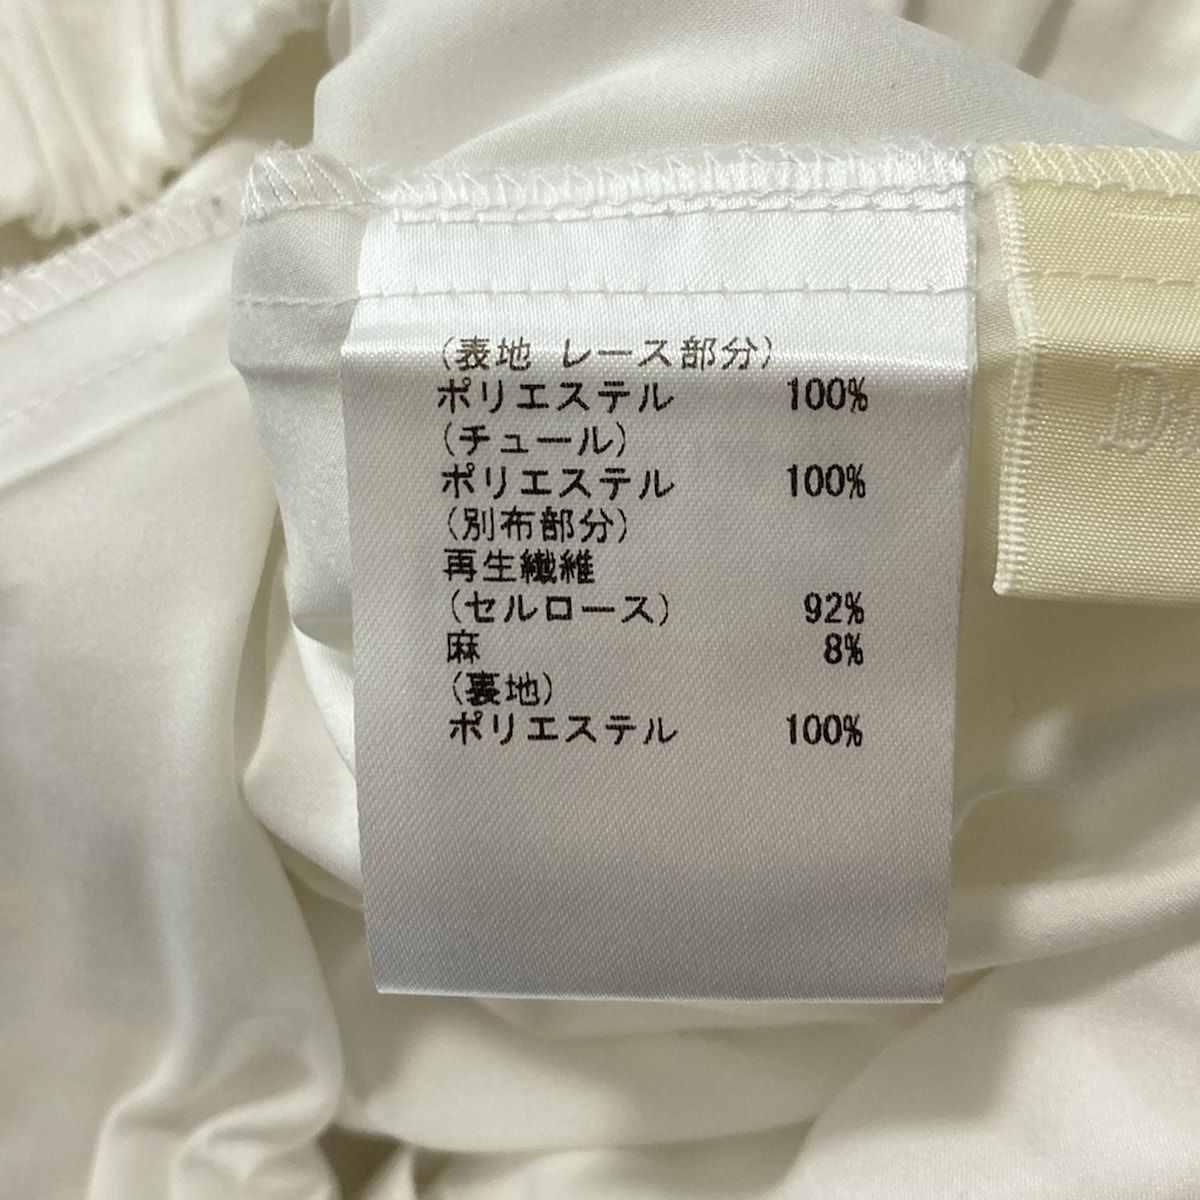 (表地 レース部分)
ポリエステル 100%
(チュール)
ポリエステル 100%
(別布部分)
再生繊維
(セルロース) 92%
麻 8%
(裏地)
ポリエステル 100%